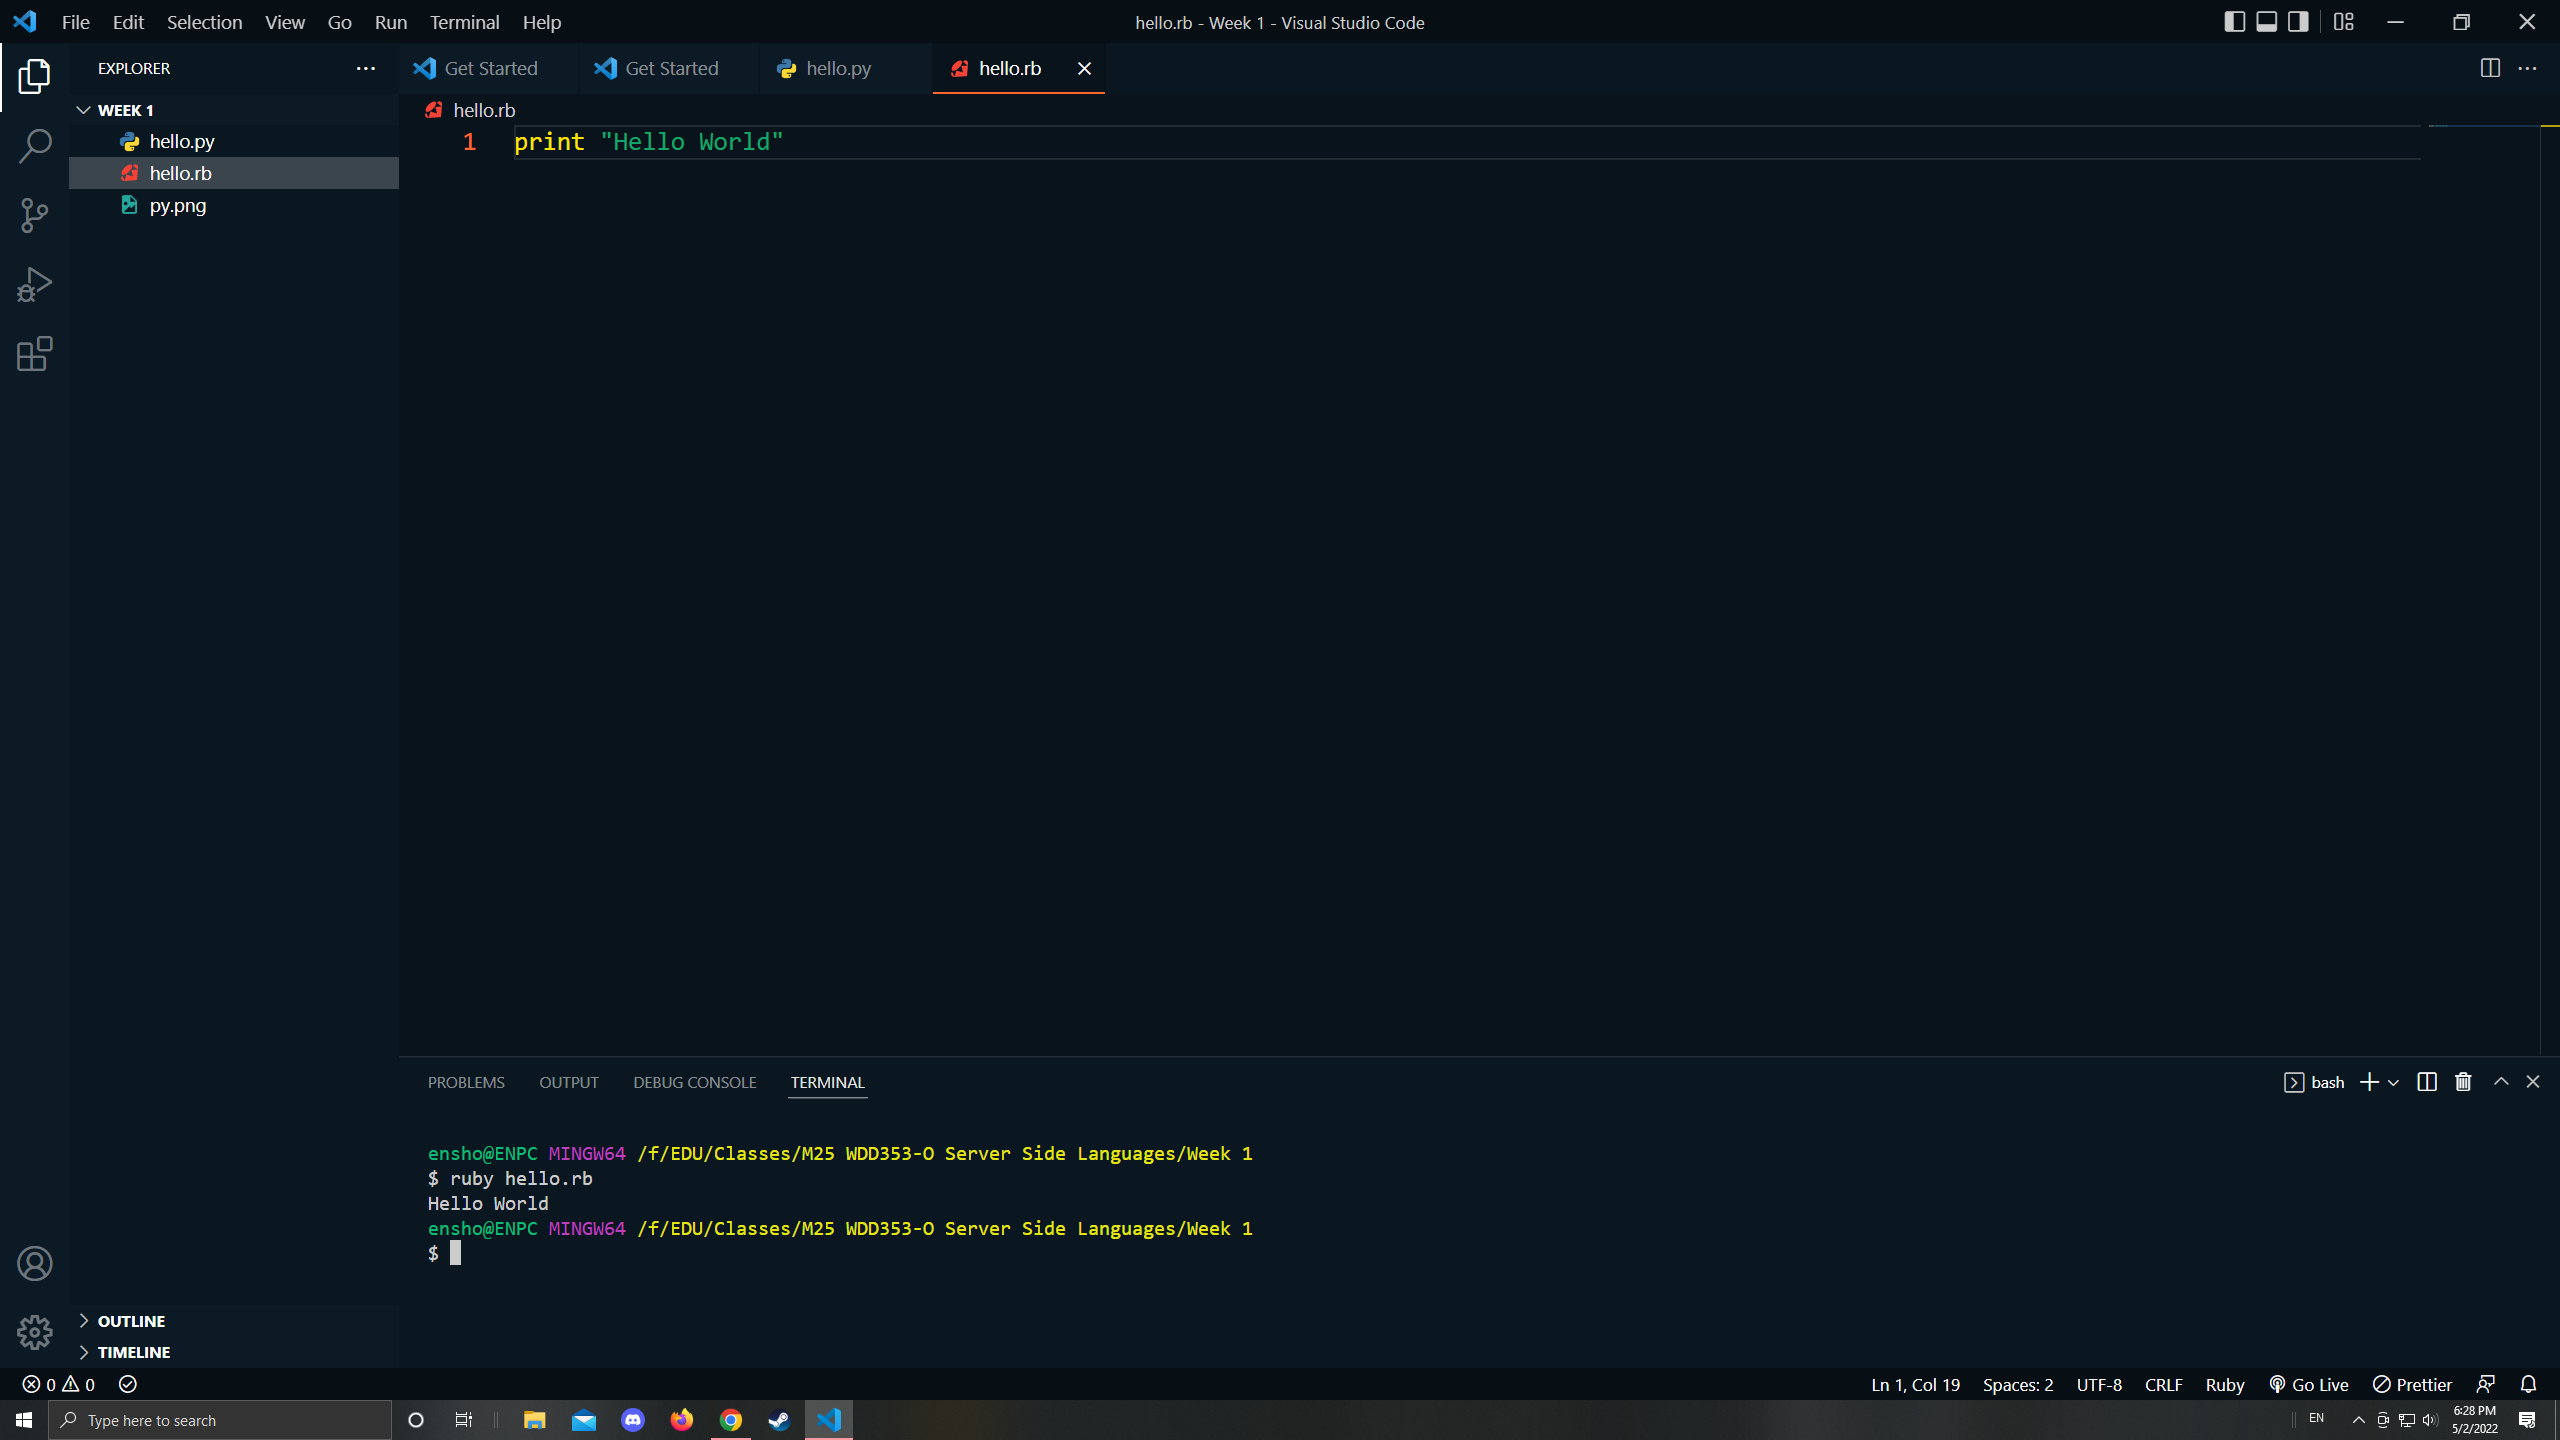 File Edit Selection View Go Run Terminal Help
hello.rb - Week 1 - Visual Studio Code
EXPLORER
Get Started
Get Started
hello.py
hello.rb
WEEK 1
hello.py
hello.rb
py.png
hello.rb
1 print "Hello World"
PROBLEMS OUTPUT DEBUG CONSOLE TERMINAL
bash
ensho@ENPC MINGW64 /f/EDU/Classes/M25 WDD353-O Server Side Languages/Week 1
$ ruby hello.rb
Hello World
ensho@ENPC MINGW64 /f/EDU/Classes/M25 WDD353-O Server Side Languages/Week 1
$
OUTLINE
TIMELINE
0 0
Ln 1, Col 19 Spaces: 2 UTF-8 CRLF Ruby Go Live Prettier
Type here to search
EN
6:28 PM
5/2/2022